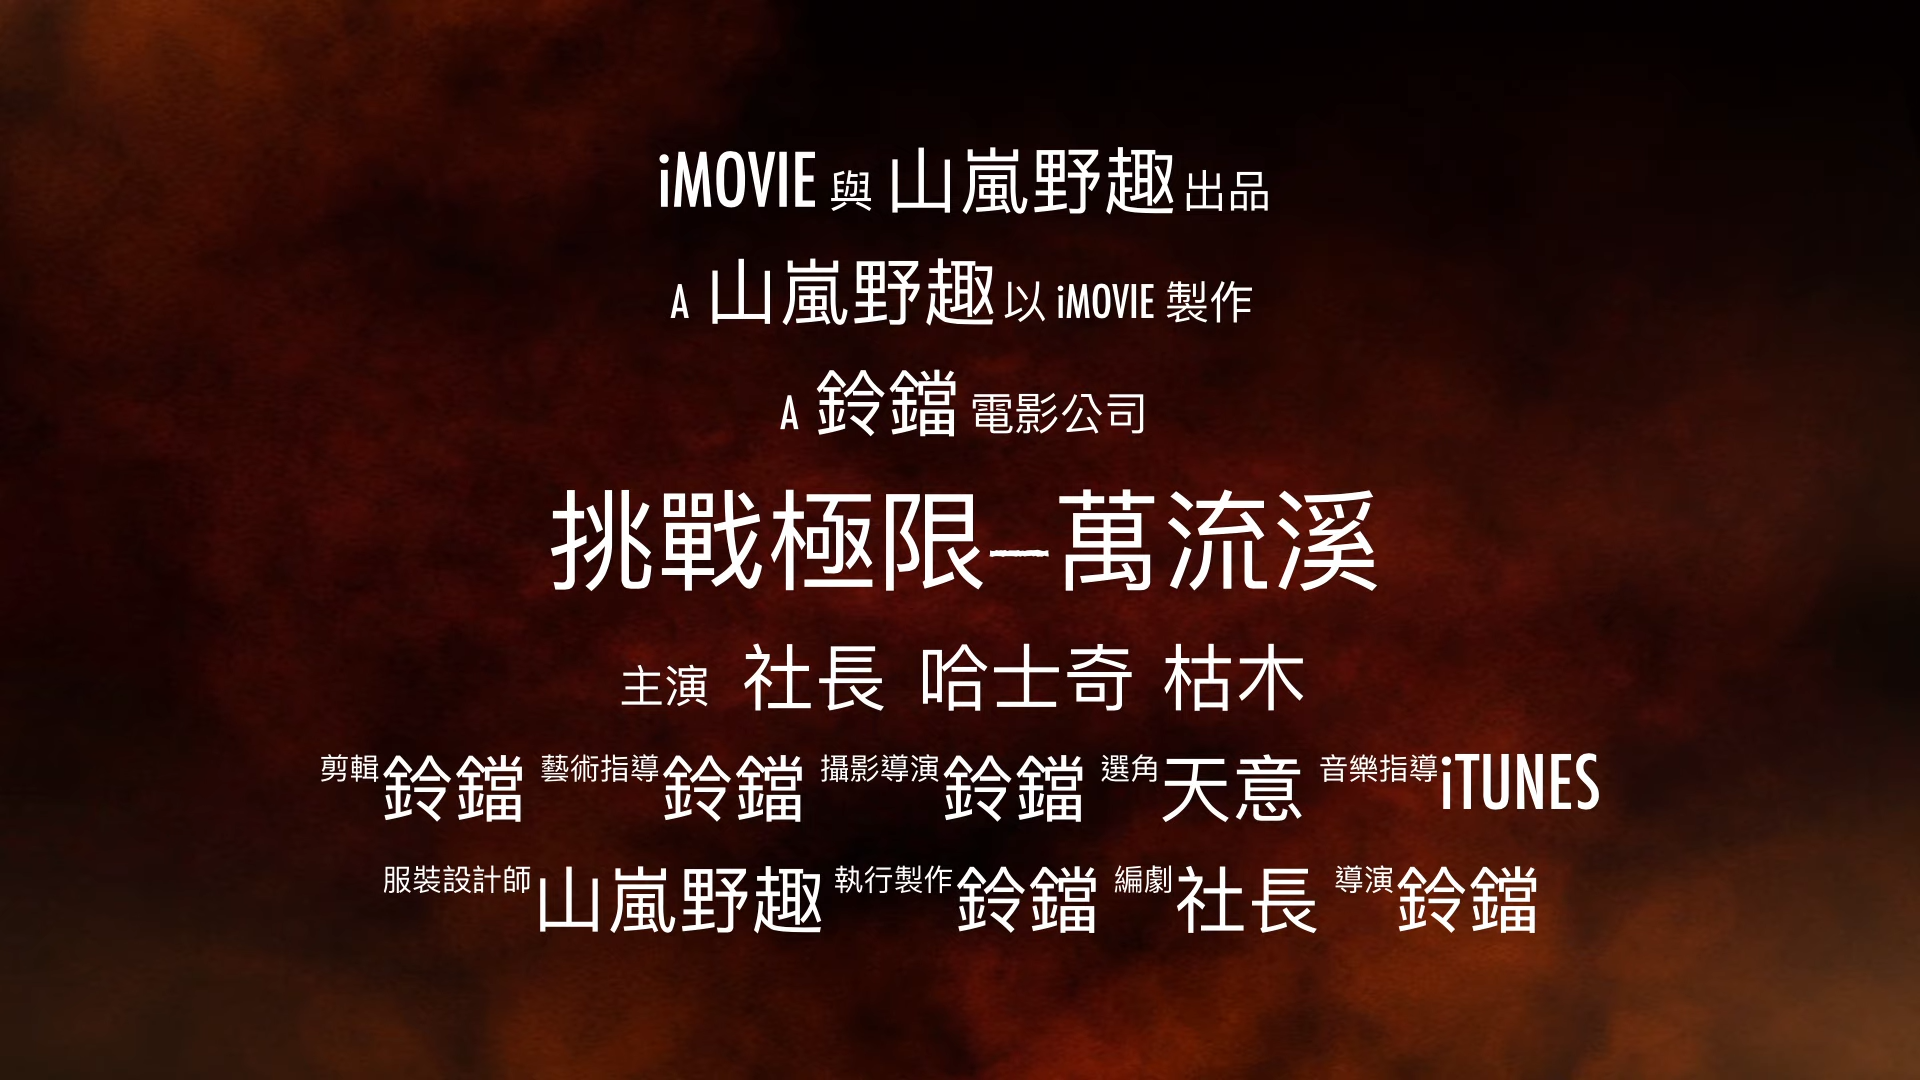 iMOVIE 與 山嵐野趣 出品
A 山嵐野趣 以 iMOVIE 製作
A 鈴鐺 電影公司
挑戰極限—萬流溪
主演 社長 哈士奇 枯木
剪輯 鈴鐺 藝術指導 鈴鐺 攝影導演 鈴鐺 選角 天意 音樂指導 iTUNES
服裝設計師 山嵐野趣 執行製作 鈴鐺 編劇 社長 導演 鈴鐺